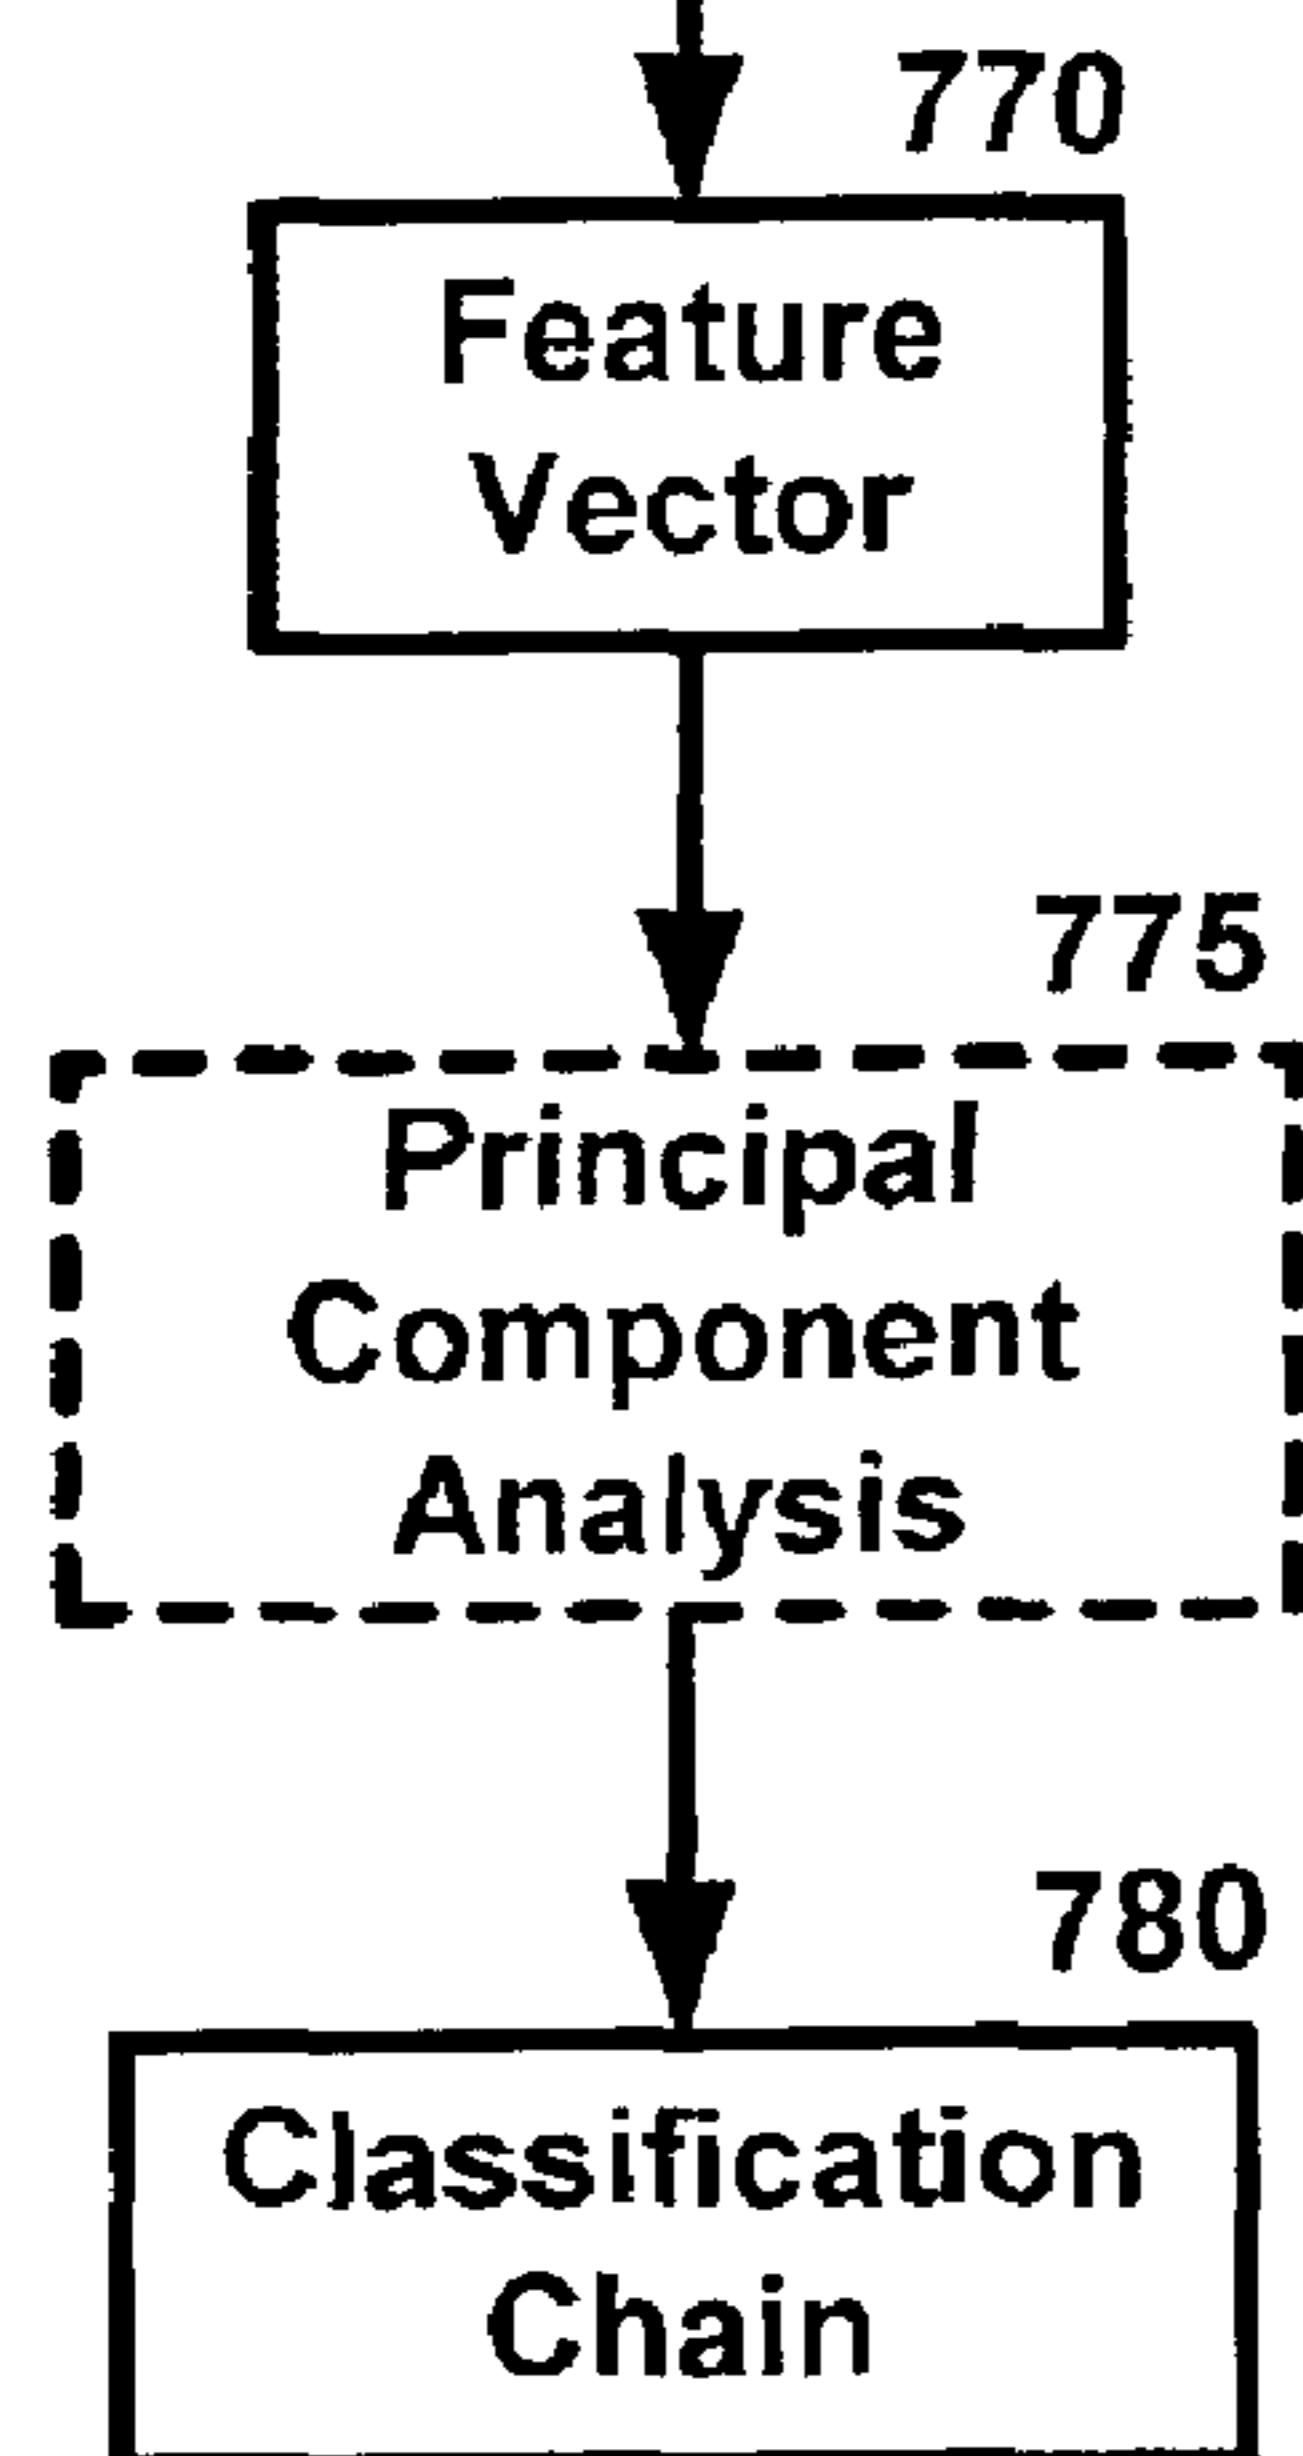 770
Feature
Vector
775
Principal
Component
Analysis
780
Classification
Chain